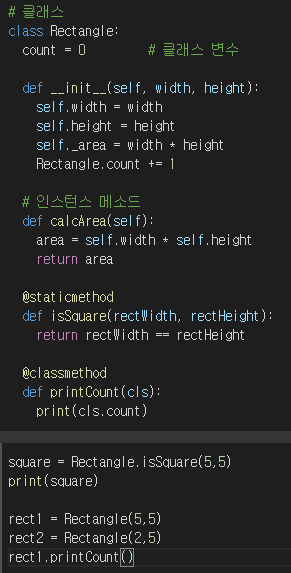 # 클래스
class Rectangle:
  count = 0        # 클래스 변수

  def __init__(self, width, height):
    self.width = width
    self.height = height
    self._area = width * height
    Rectangle.count += 1

  # 인스턴스 메소드
  def calcArea(self):
    area = self.width * self.height
    return area

  @staticmethod
  def isSquare(rectWidth, rectHeight):
    return rectWidth == rectHeight

  @classmethod
  def printCount(cls):
    print(cls.count)

square = Rectangle.isSquare(5,5)
print(square)

rect1 = Rectangle(5,5)
rect2 = Rectangle(2,5)
rect1.printCount()